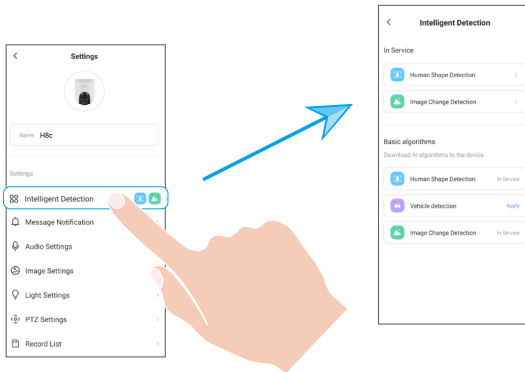 Settings
Name H8c
Settings
Intelligent Detection
Message Notification
Audio Settings
Image Settings
Light Settings
PTZ Settings
Record List
Intelligent Detection
In Service
Human Shape Detection
Image Change Detection
Basic algorithms
Download AI algorithms to the device.
Human Shape Detection In Service
Vehicle detection Apply
Image Change Detection In Service